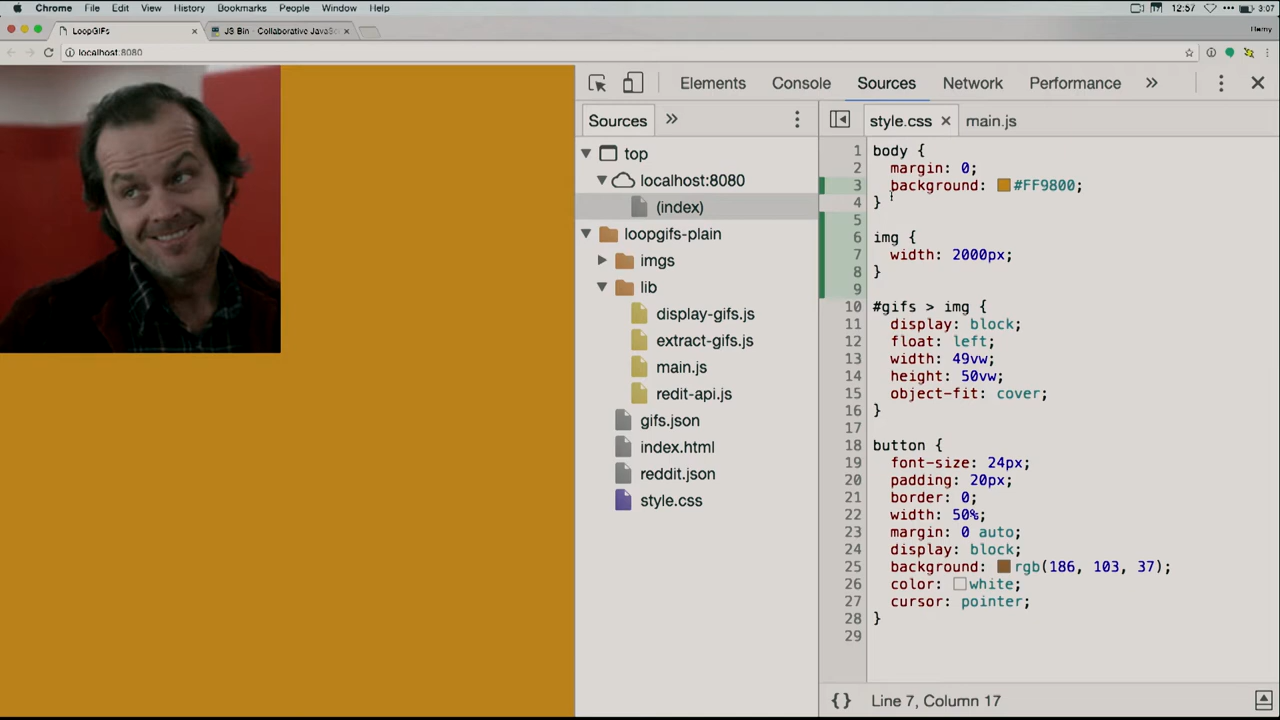 Chrome File Edit View History Bookmarks People Window Help 12:57 3:07
LoopGIFs × JS Bin - Collaborative JavaSc × Remy
localhost:8080
Elements Console Sources Network Performance »
Sources » style.css × main.js
top
localhost:8080
(index)
loopgifs-plain
imgs
lib
display-gifs.js
extract-gifs.js
main.js
redit-api.js
gifs.json
index.html
reddit.json
style.css
1 body {
2 margin: 0;
3 background: #FF9800;
4 }
5
6 img {
7 width: 2000px;
8 }
9
10 #gifs > img {
11 display: block;
12 float: left;
13 width: 49vw;
14 height: 50vw;
15 object-fit: cover;
16 }
17
18 button {
19 font-size: 24px;
20 padding: 20px;
21 border: 0;
22 width: 50%;
23 margin: 0 auto;
24 display: block;
25 background: rgb(186, 103, 37);
26 color: white;
27 cursor: pointer;
28 }
29
{} Line 7, Column 17